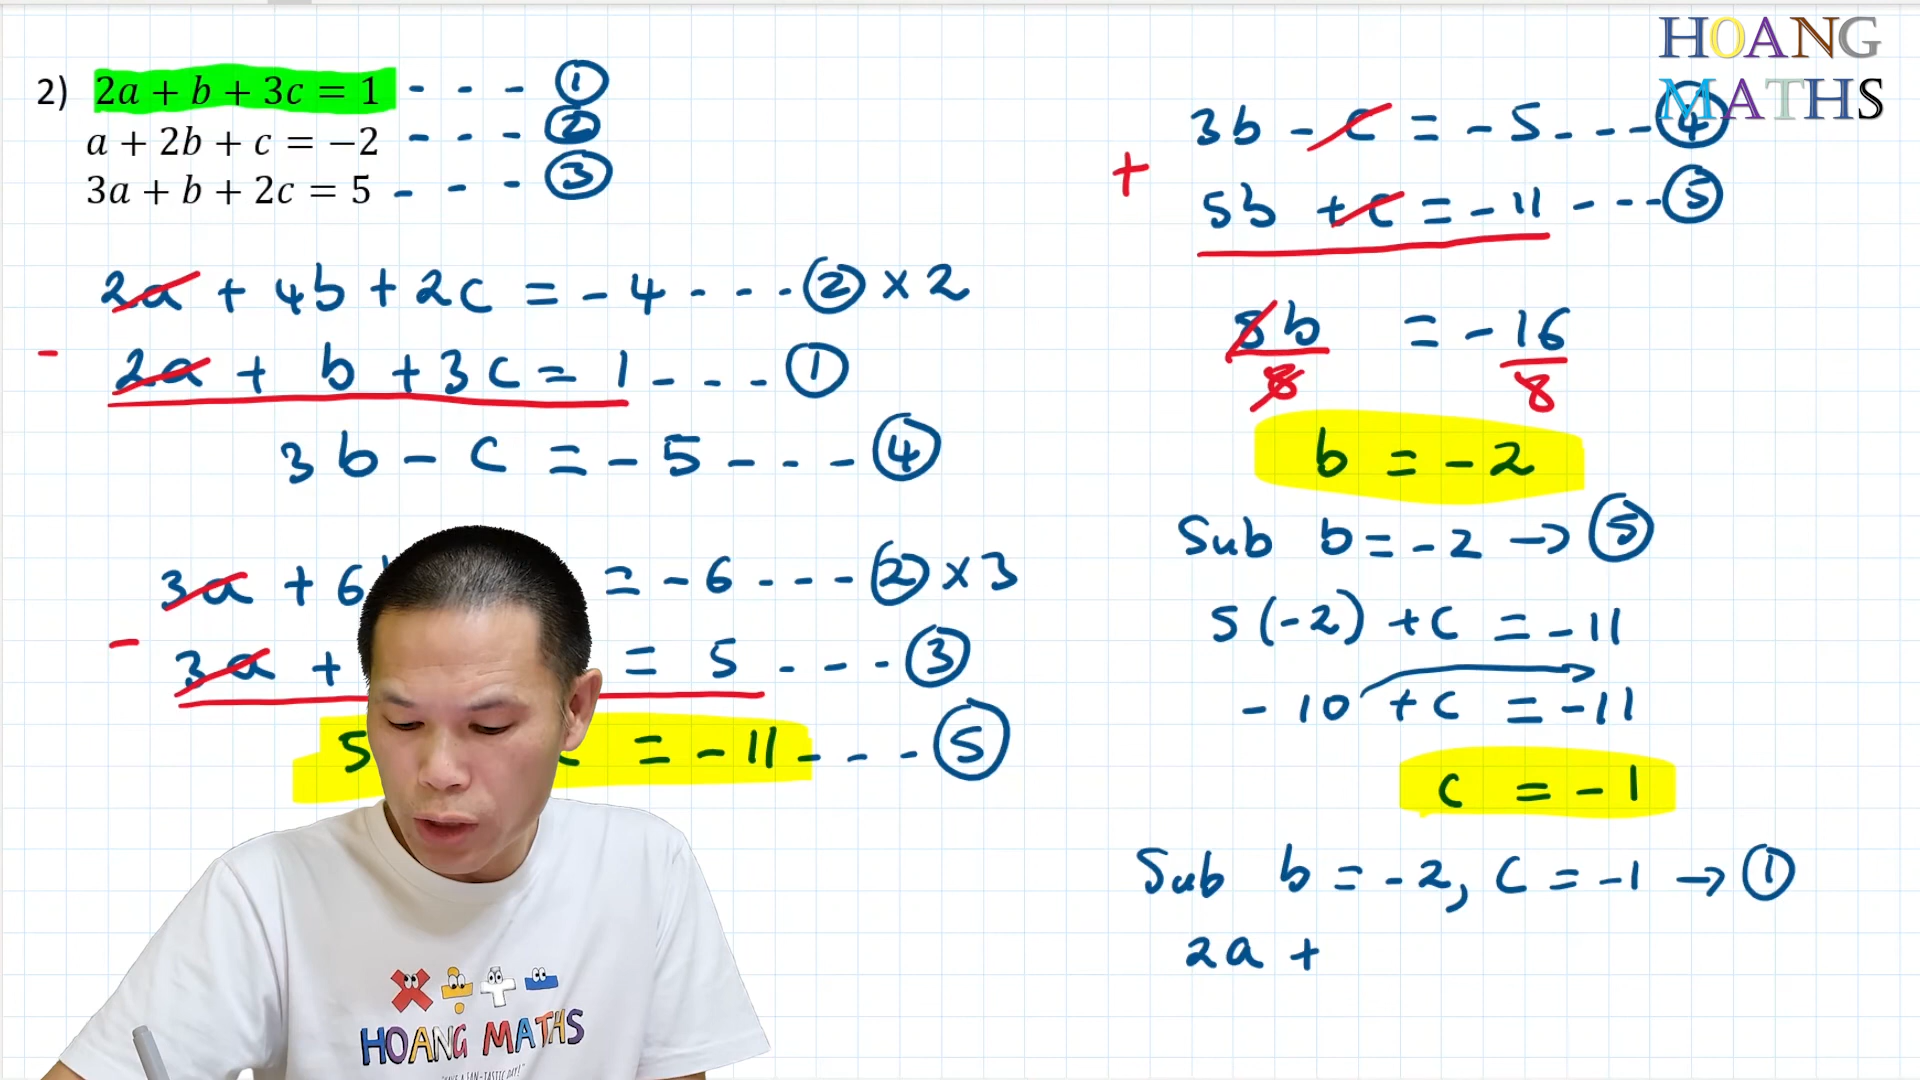 HOANG
MATHS
2) 2a + b + 3c = 1 - - - ①
a + 2b + c = −2 - - - ②
3a + b + 2c = 5 - - - ③
2a + 4b + 2c = - 4 - - - ② × 2
- 2a + b + 3c = 1 - - - ①
3b - c = - 5 - - - ④
3a + 6 = - 6 - - - ② × 3
- 3a + = 5 - - - ③
5 = - 11 - - - ⑤
3b - c = - 5 - - - ④
+ 5b + c = - 11 - - - ⑤
8b = - 16
8 8
b = - 2
Sub b = - 2 → ⑤
5 (-2) + c = - 11
- 10 + c = - 11
c = - 1
Sub b = - 2, c = - 1 → ①
2a +
HOANG MATHS